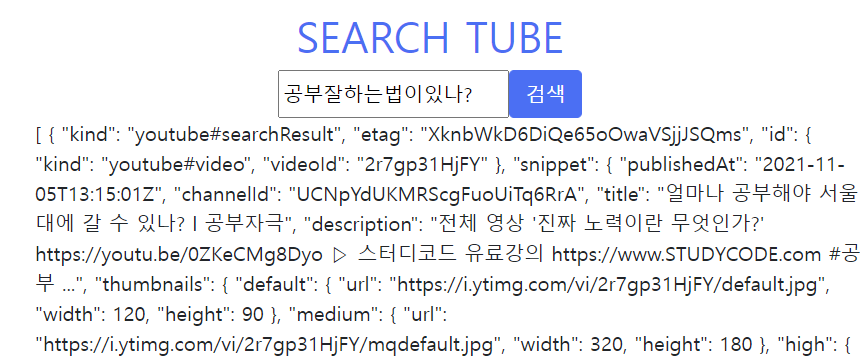 SEARCH TUBE
공부잘하는법이있나? 검색
[ { "kind": "youtube#searchResult", "etag": "XknbWkD6DiQe65oOwaVSjjJSQms", "id": {
"kind": "youtube#video", "videoId": "2r7gp31HjFY" }, "snippet": { "publishedAt": "2021-11-
05T13:15:01Z", "channelId": "UCNpYdUKMRScgFuoUiTq6RrA", "title": "얼마나 공부해야 서울
대에 갈 수 있나? l 공부자극", "description": "전체 영상 '진짜 노력이란 무엇인가?'
https://youtu.be/0ZKeCMg8Dyo ▷ 스터디코드 유료강의 https://www.STUDYCODE.com #공
부 ...", "thumbnails": { "default": { "url": "https://i.ytimg.com/vi/2r7gp31HjFY/default.jpg",
"width": 120, "height": 90 }, "medium": { "url":
"https://i.ytimg.com/vi/2r7gp31HjFY/mqdefault.jpg", "width": 320, "height": 180 }, "high": {